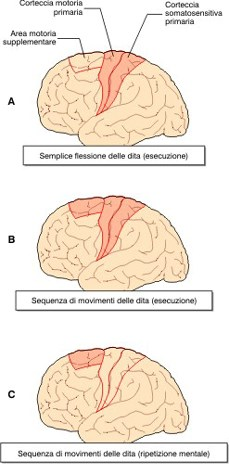 Corteccia motoria
primaria
Corteccia
somatosensitiva
primaria
Area motoria
supplementare
A
Semplice flessione delle dita (esecuzione)
B
Sequenza di movimenti delle dita (esecuzione)
C
Sequenza di movimenti delle dita (ripetizione mentale)